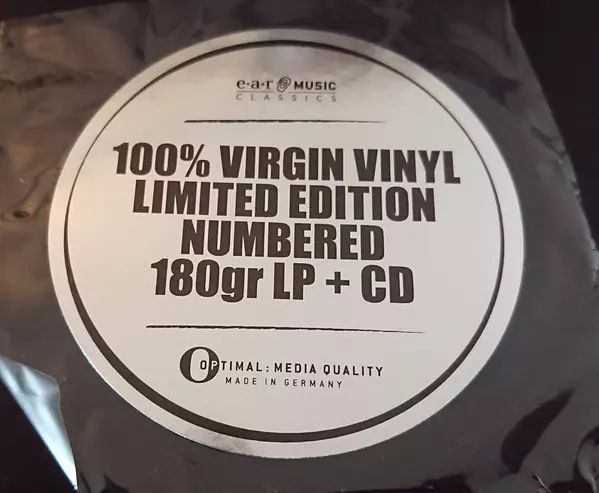 e·a·r MUSIC
CLASSICS
100% VIRGIN VINYL
LIMITED EDITION
NUMBERED
180gr LP + CD
OPTIMAL: MEDIA QUALITY
MADE IN GERMANY